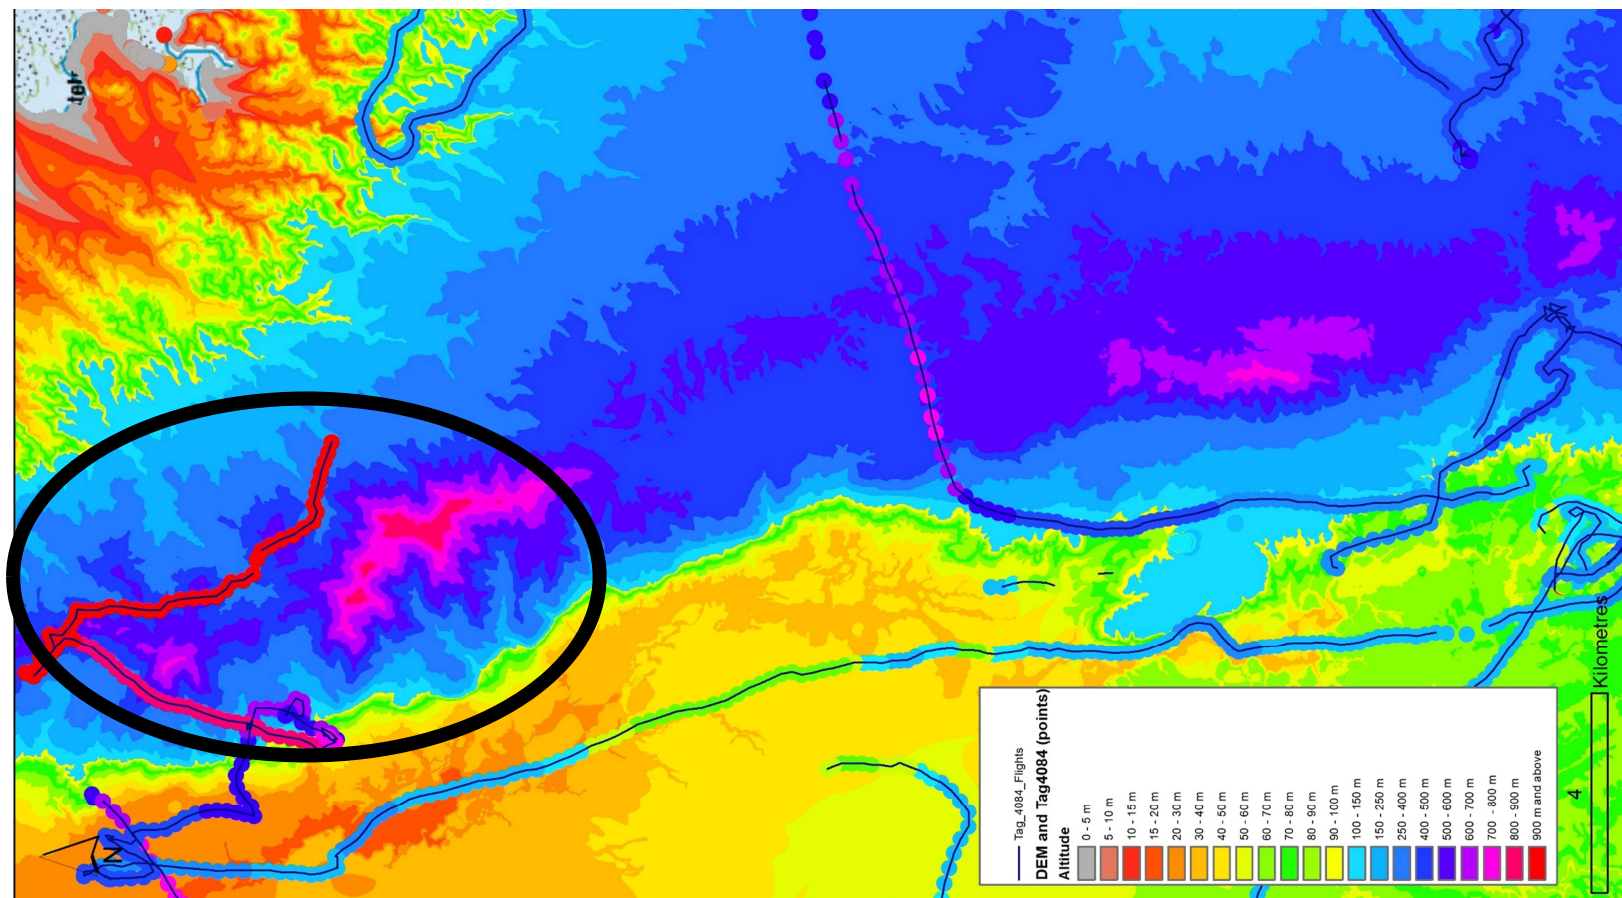 Tag_4084_Flights
DEM and Tag4084 (points)
Altitude
0 - 5 m
5 - 10 m
10 - 15 m
15 - 20 m
20 - 30 m
30 - 40 m
40 - 50 m
50 - 60 m
60 - 70 m
70 - 80 m
80 - 90 m
90 - 100 m
100 - 150 m
150 - 250 m
250 - 400 m
400 - 500 m
500 - 600 m
600 - 700 m
700 - 800 m
800 - 900 m
900 m and above
4
Kilometres
N